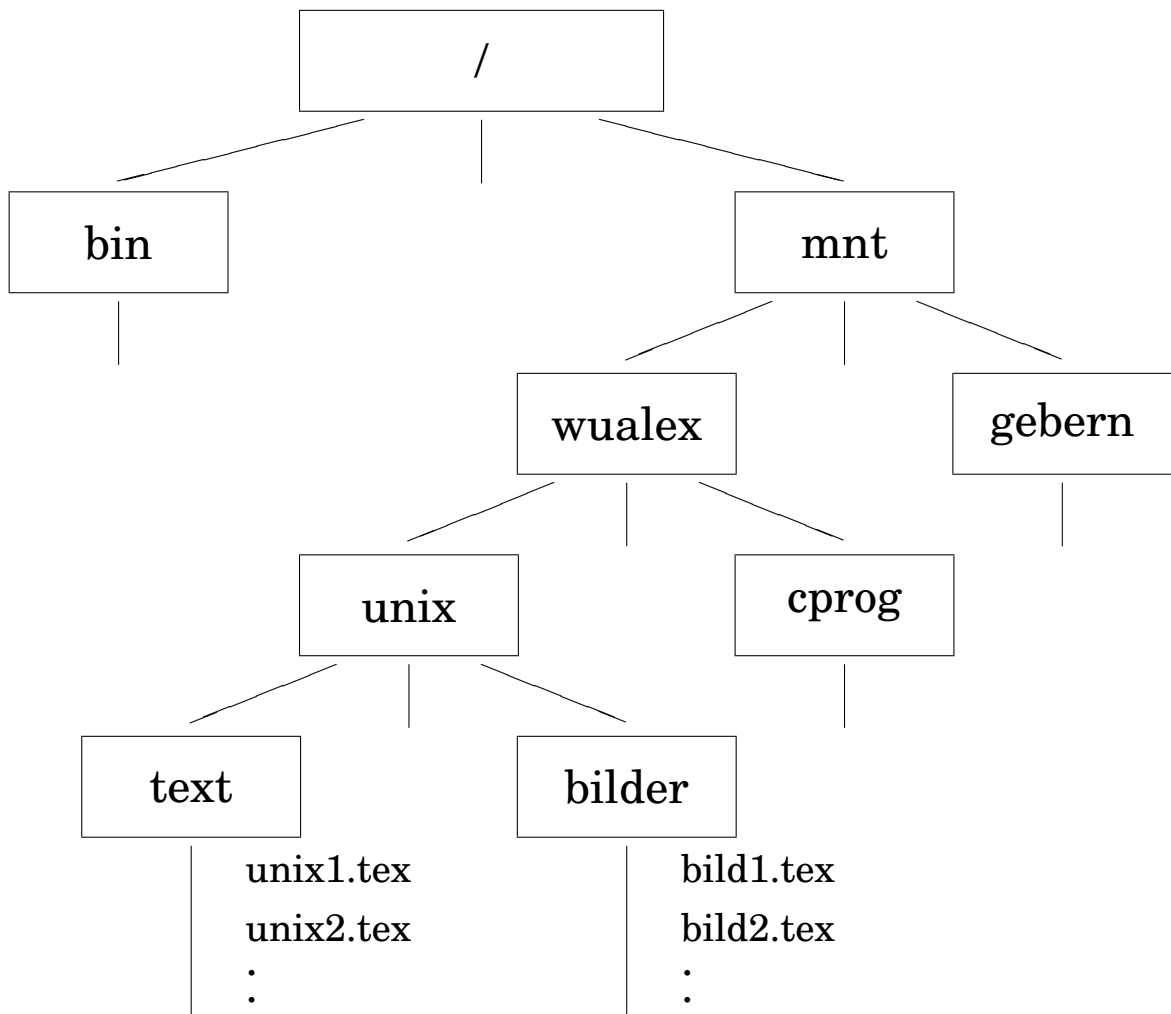 /
bin
mnt
wualex
gebern
unix
cprog
text
bilder
unix1.tex
bild1.tex
unix2.tex
bild2.tex
:
: